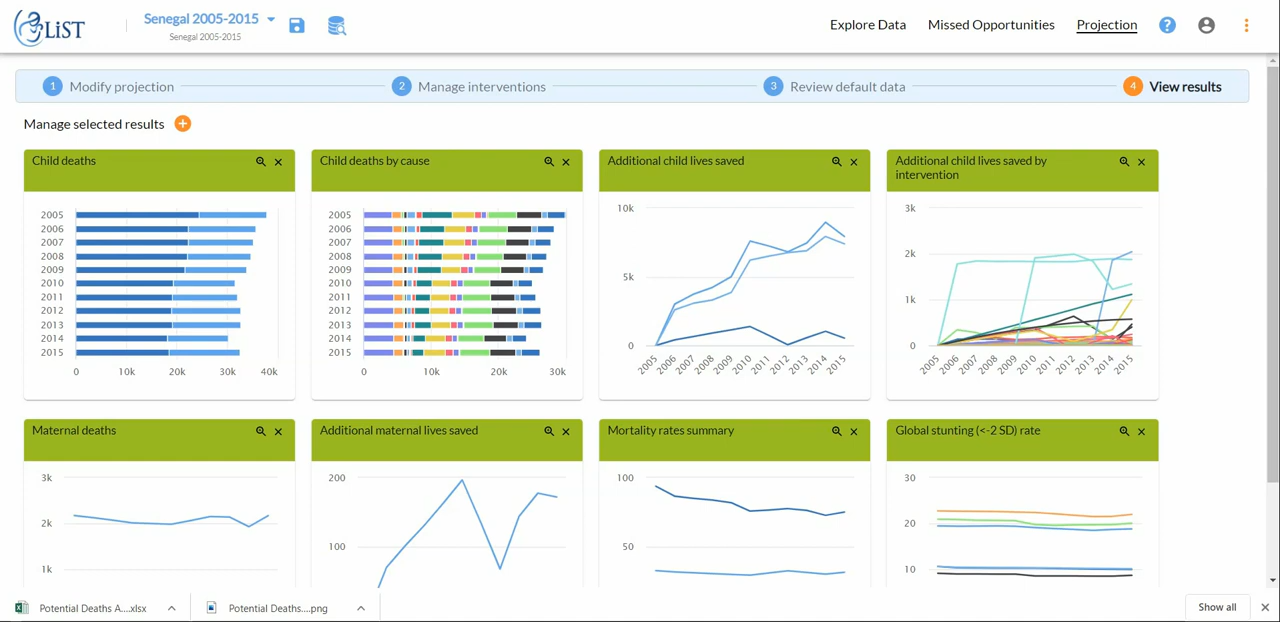 LiST
Senegal 2005-2015
Senegal 2005-2015
Explore Data
Missed Opportunities
Projection
?
1 Modify projection
2 Manage interventions
3 Review default data
4 View results
Manage selected results
Child deaths
2005
2006
2007
2008
2009
2010
2011
2012
2013
2014
2015
0 10k 20k 30k 40k
Child deaths by cause
2005
2006
2007
2008
2009
2010
2011
2012
2013
2014
2015
0 10k 20k 30k
Additional child lives saved
10k
5k
0
2005 2006 2007 2008 2009 2010 2011 2012 2013 2014 2015
Additional child lives saved by
intervention
3k
2k
1k
0
2005 2006 2007 2008 2009 2010 2011 2012 2013 2014 2015
Maternal deaths
3k
2k
1k
Additional maternal lives saved
200
100
Mortality rates summary
100
50
Global stunting (<-2 SD) rate
30
20
10
Potential Deaths A....xlsx
Potential Deaths....png
Show all